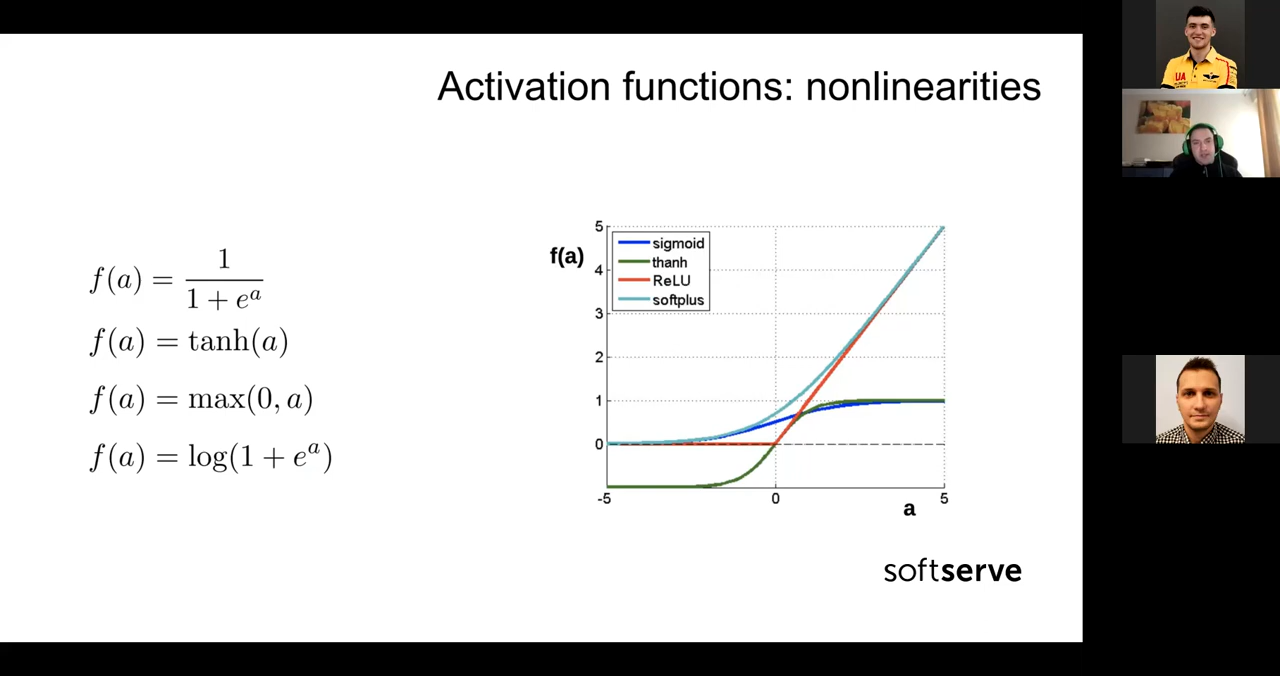 Activation functions: nonlinearities
f(a) = 1 / (1 + e^a)
f(a) = tanh(a)
f(a) = max(0, a)
f(a) = log(1 + e^a)
f(a)
5
4
3
2
1
0
sigmoid
thanh
ReLU
softplus
-5 0 5
a
softserve
UA